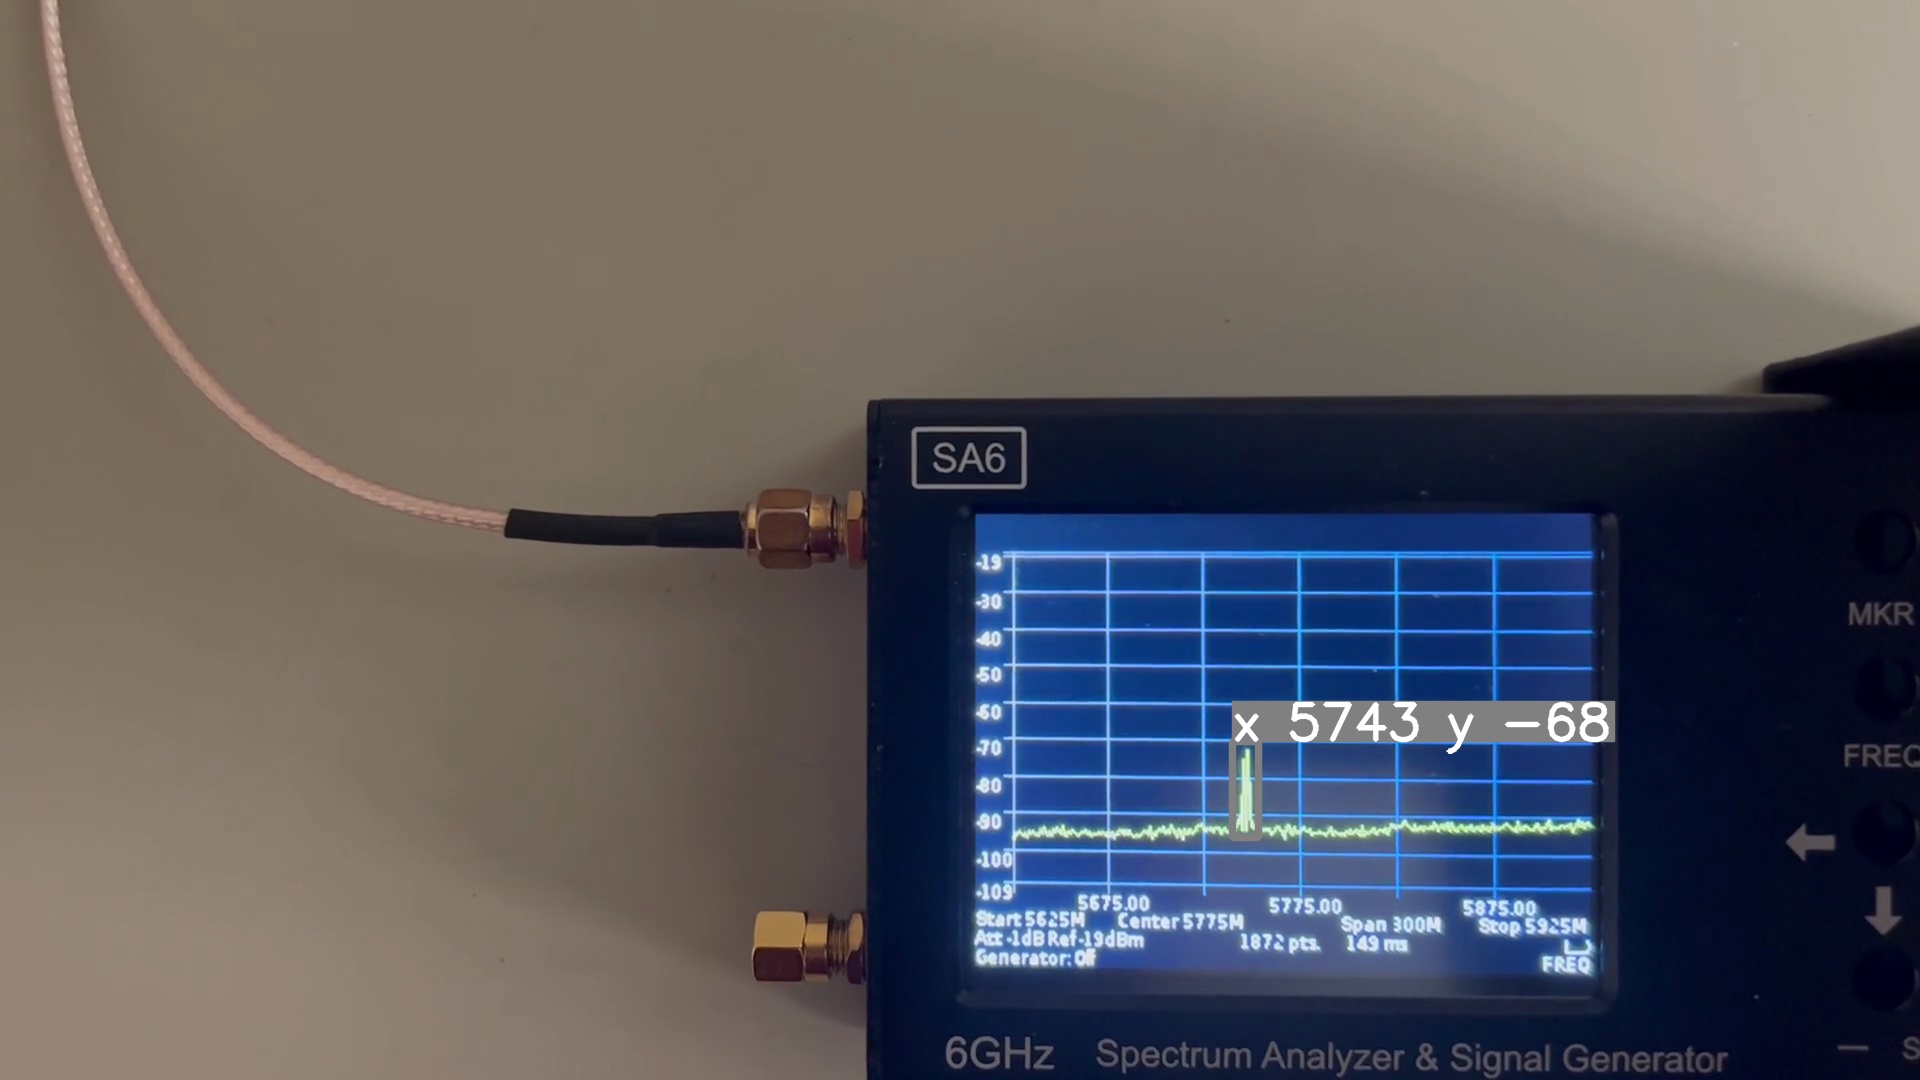 SA6
-19
-30
-40
-50
-60
x 5743 y -68
-70
-80
-90
-100
-109
5675.00 5775.00 5875.00
Start 5625M Center 5775M Span 300M Stop 5925M
Att -1dB Ref -19dBm 1872 pts. 149 ms
Generator: Off FREQ
MKR
FREQ
6GHz Spectrum Analyzer & Signal Generator